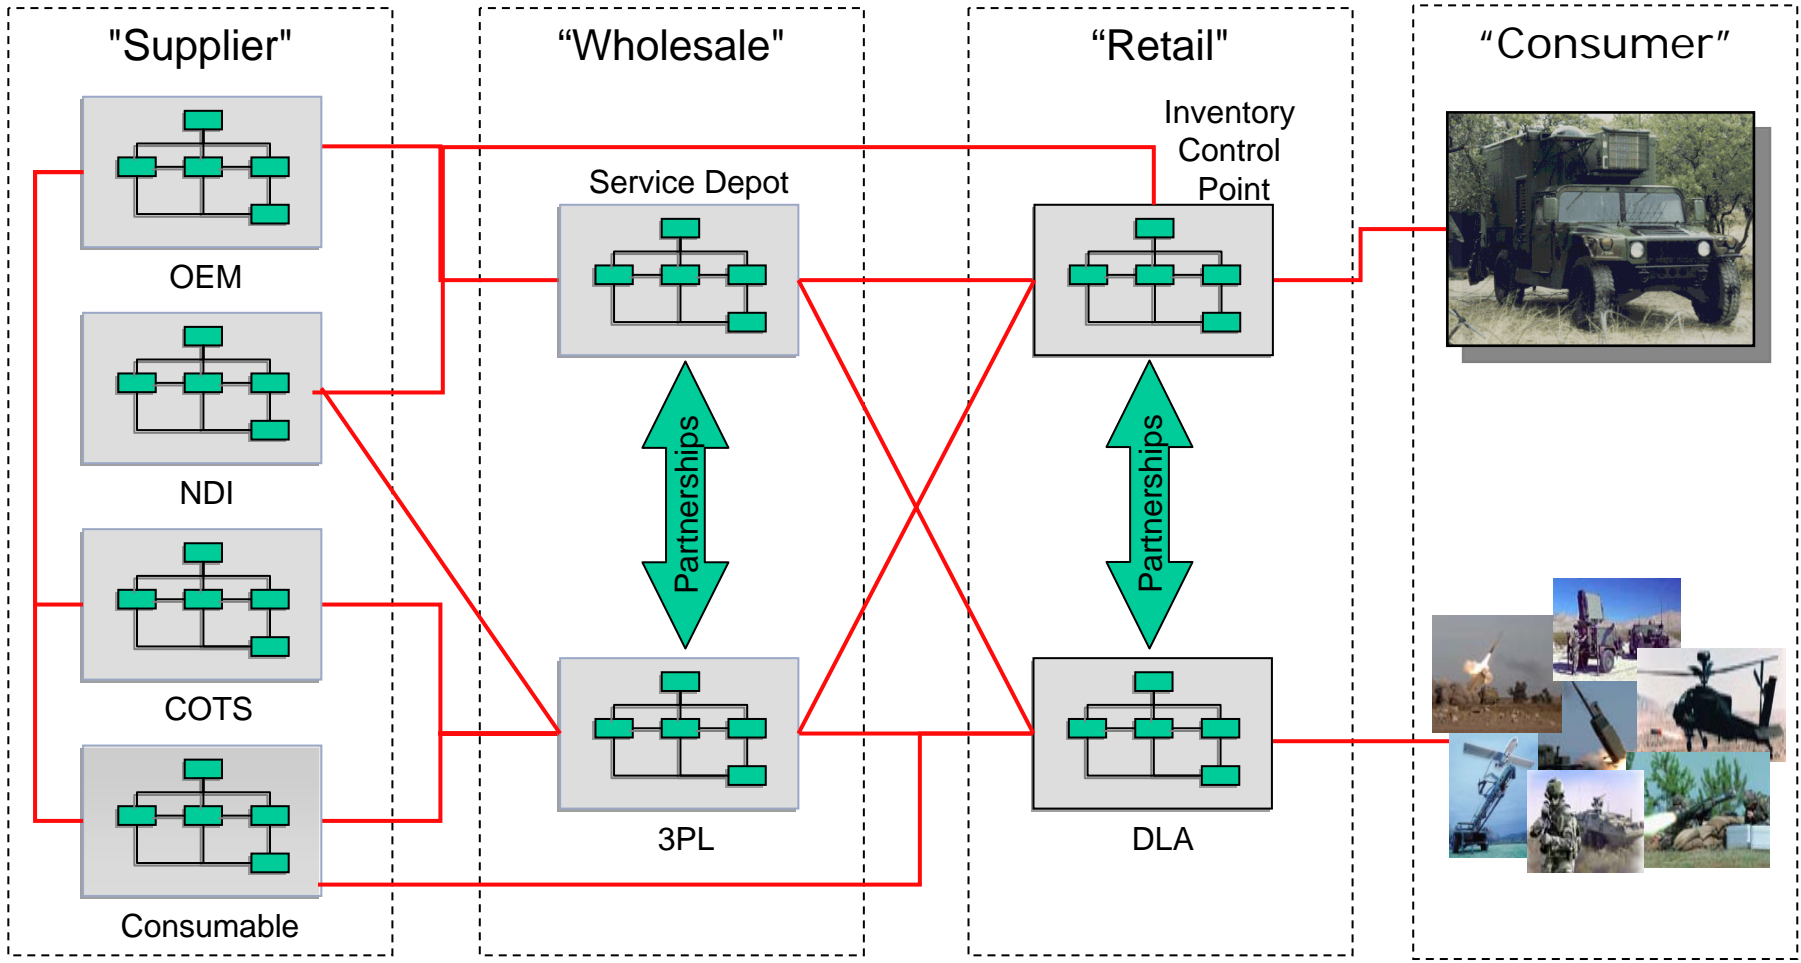 "Supplier"
“Wholesale"
“Retail"
“Consumer”
Inventory
Control
Point
Service Depot
OEM
NDI
COTS
Consumable
Partnerships
Partnerships
3PL
DLA